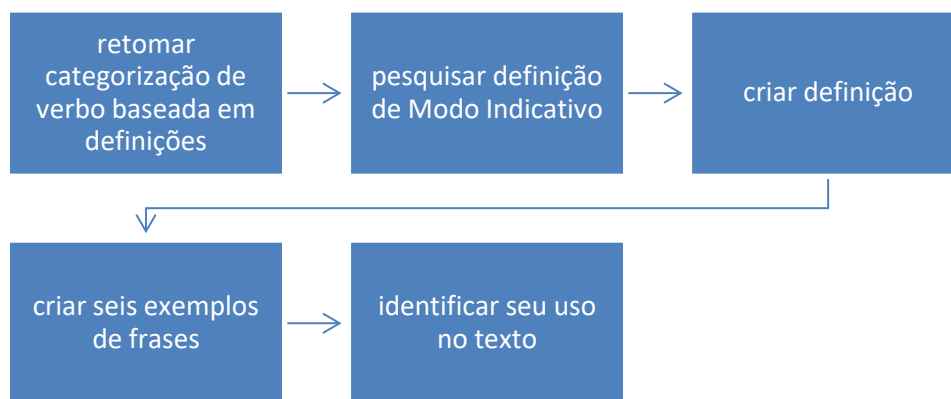 retomar
categorização de
verbo baseada em
definições
pesquisar definição
de Modo Indicativo
criar definição
criar seis exemplos
de frases
identificar seu uso
no texto